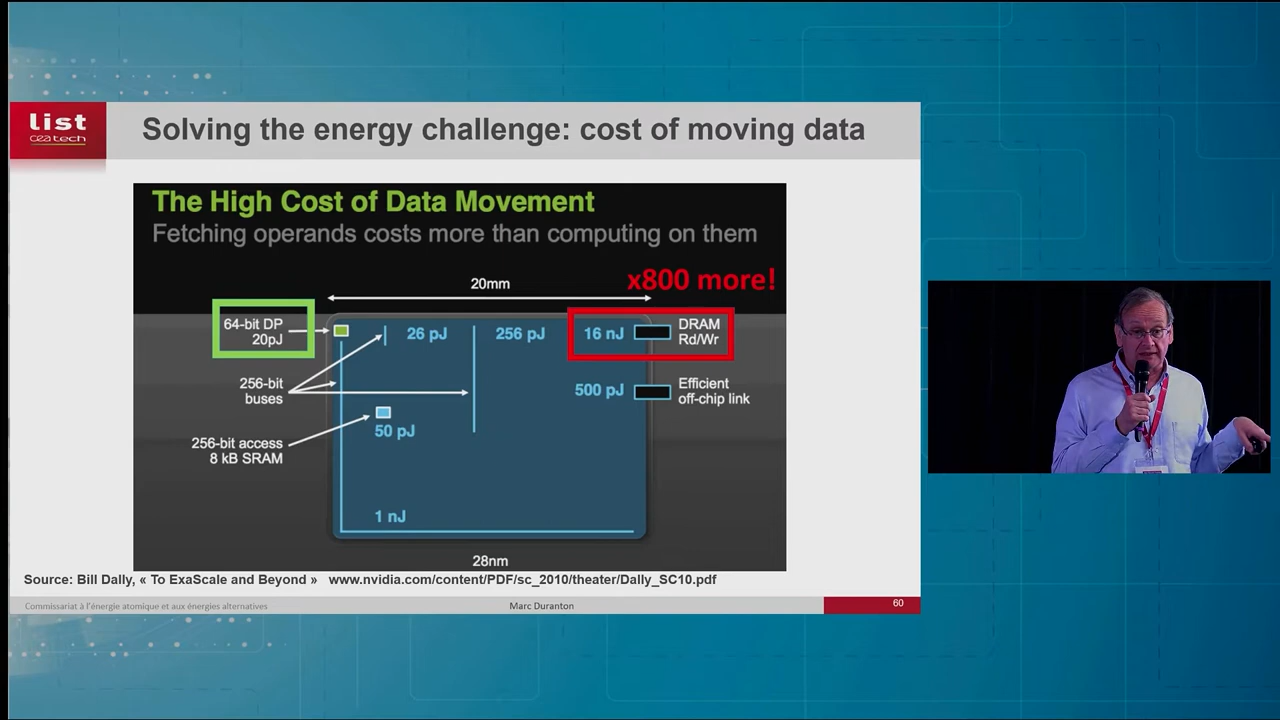 list
ceatech
Solving the energy challenge: cost of moving data
The High Cost of Data Movement
Fetching operands costs more than computing on them
20mm
x800 more!
64-bit DP
20pJ
26 pJ
256 pJ
16 nJ
DRAM
Rd/Wr
256-bit
buses
500 pJ
Efficient
off-chip link
256-bit access
8 kB SRAM
50 pJ
1 nJ
28nm
Source: Bill Dally, « To ExaScale and Beyond » www.nvidia.com/content/PDF/sc_2010/theater/Dally_SC10.pdf
Commissariat à l'énergie atomique et aux énergies alternatives
Marc Duranton
60